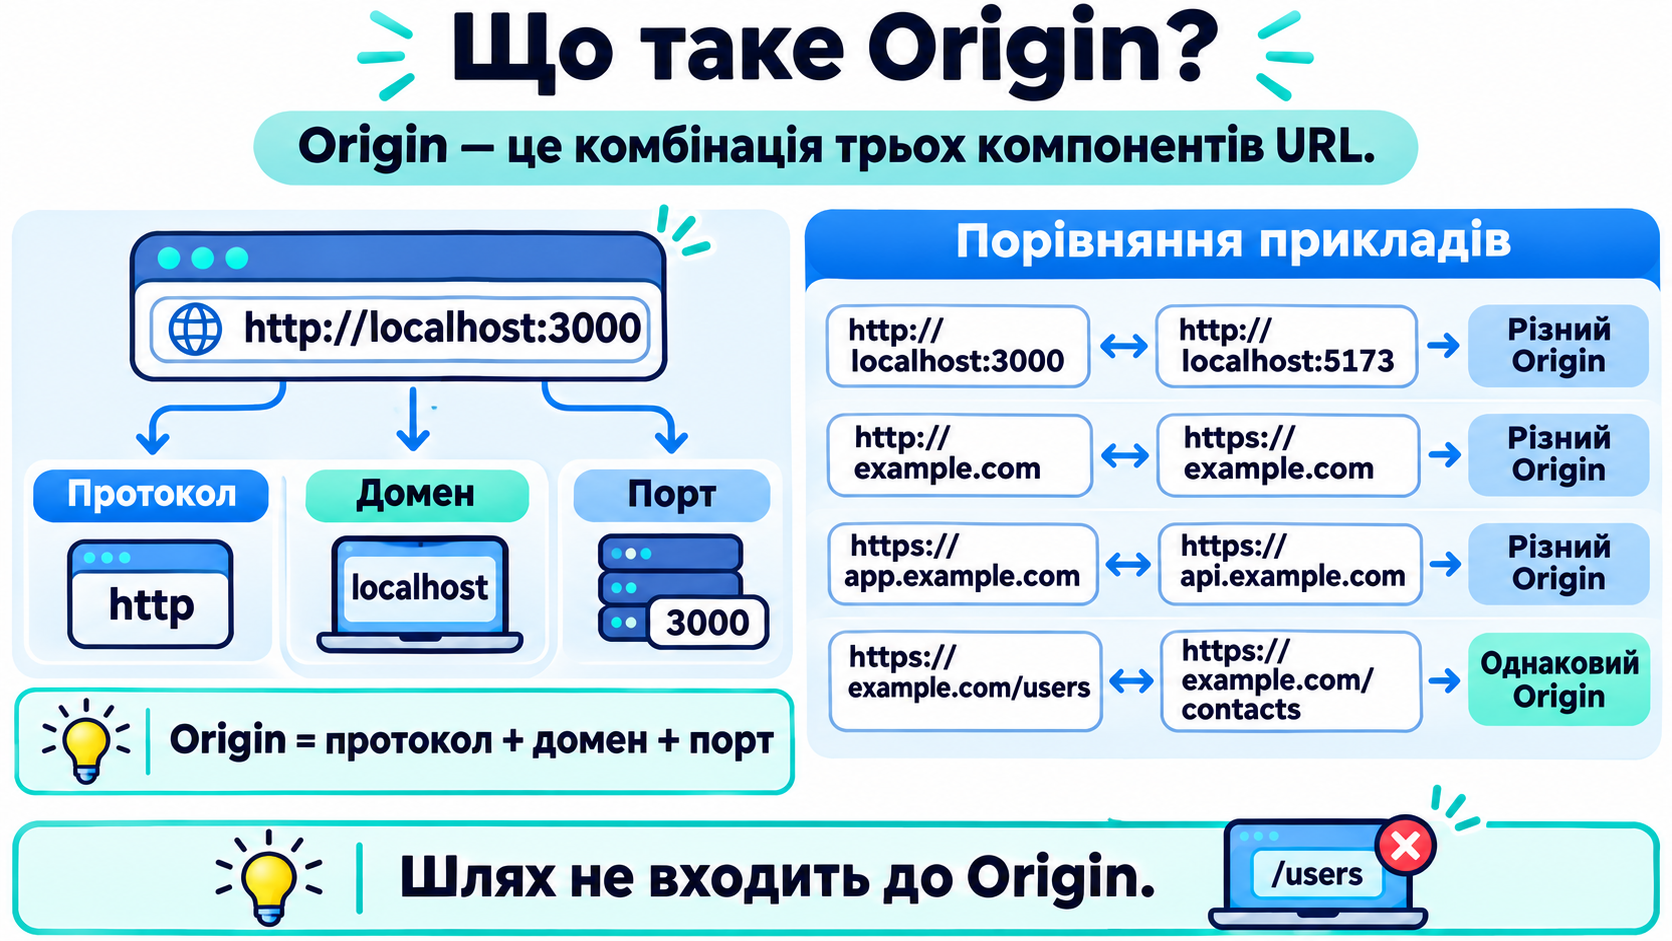 Що таке Origin?
Origin — це комбінація трьох компонентів URL.
http://localhost:3000
Протокол
http
Домен
localhost
Порт
3000
Origin = протокол + домен + порт
Порівняння прикладів
http://
localhost:3000
http://
localhost:5173
Різний
Origin
http://
example.com
https://
example.com
Різний
Origin
https://
app.example.com
https://
api.example.com
Різний
Origin
https://
example.com/users
https://
example.com/
contacts
Однаковий
Origin
Шлях не входить до Origin.
/users